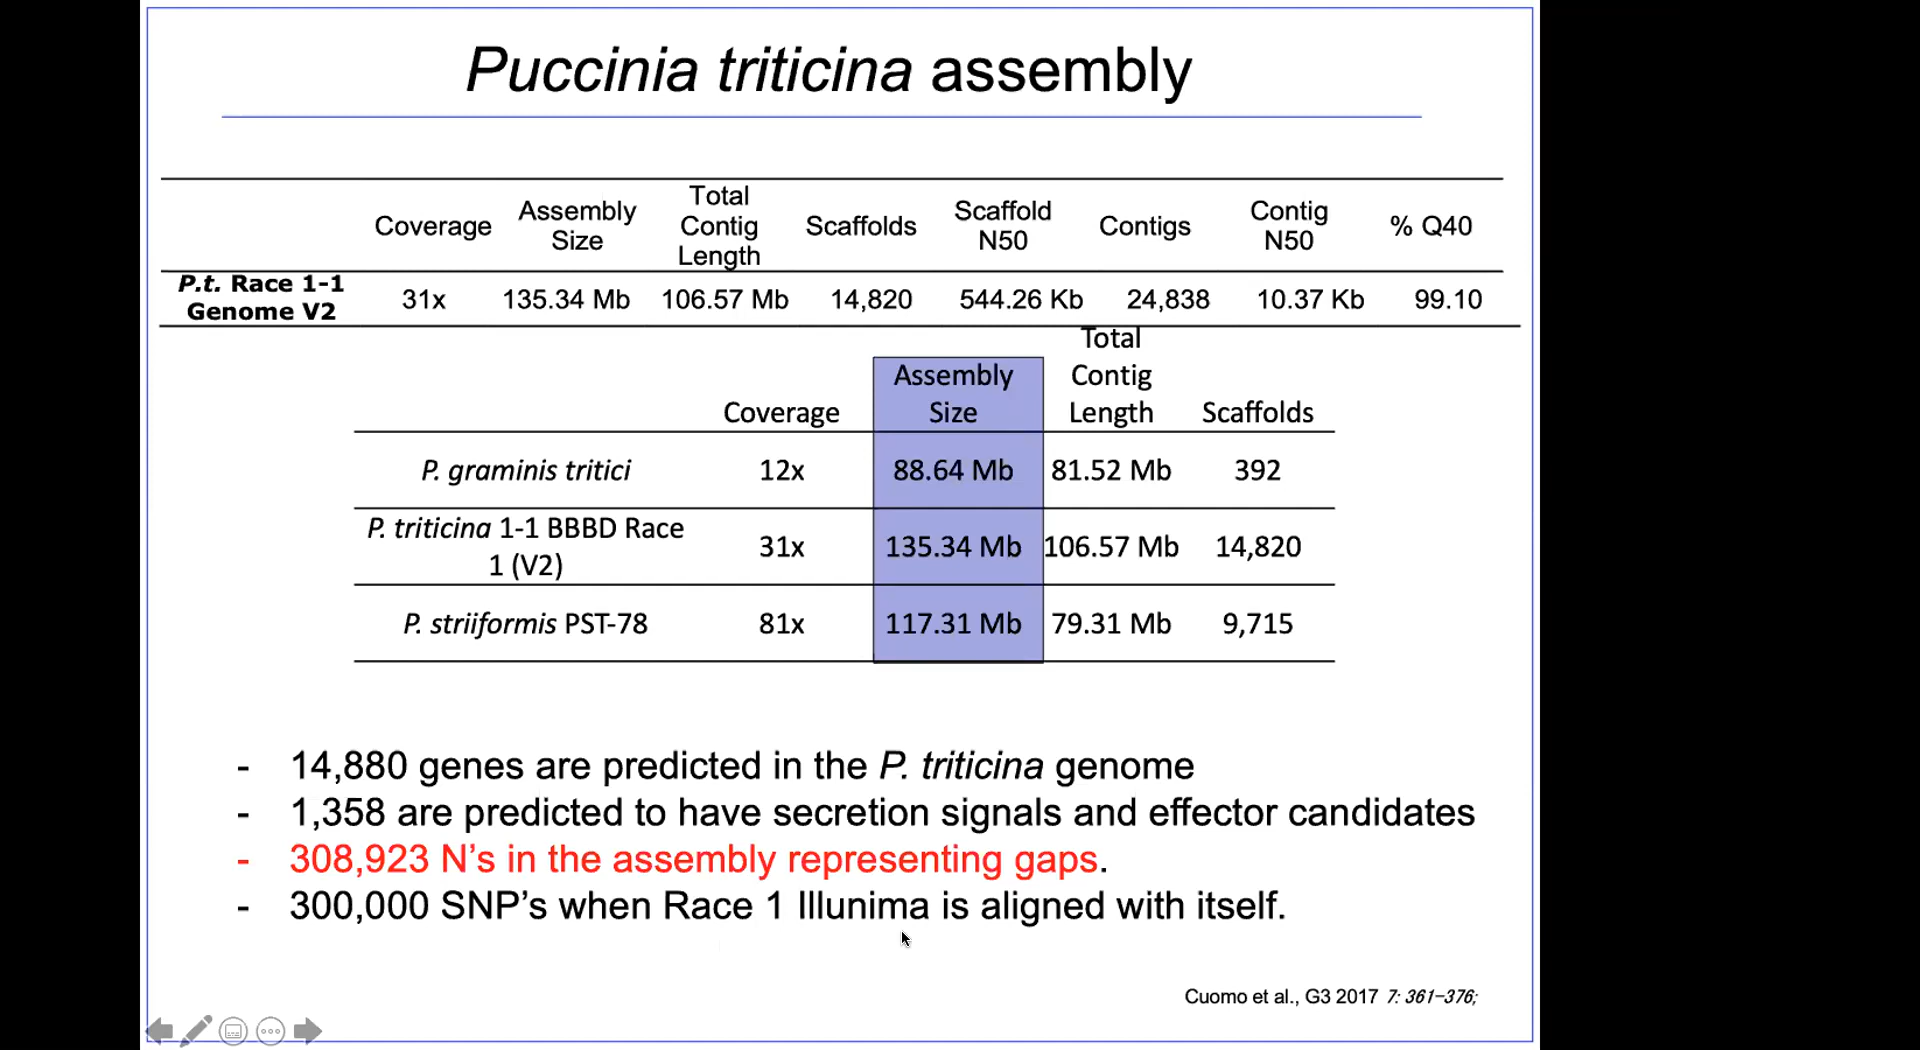 Puccinia triticina assembly
Coverage Assembly Size Total Contig Length Scaffolds Scaffold N50 Contigs Contig N50 % Q40
P.t. Race 1-1 Genome V2 31x 135.34 Mb 106.57 Mb 14,820 544.26 Kb 24,838 10.37 Kb 99.10
Coverage Assembly Size Total Contig Length Scaffolds
P. graminis tritici 12x 88.64 Mb 81.52 Mb 392
P. triticina 1-1 BBBD Race 1 (V2) 31x 135.34 Mb 106.57 Mb 14,820
P. striiformis PST-78 81x 117.31 Mb 79.31 Mb 9,715
- 14,880 genes are predicted in the P. triticina genome
- 1,358 are predicted to have secretion signals and effector candidates
- 308,923 N’s in the assembly representing gaps.
- 300,000 SNP’s when Race 1 Illunima is aligned with itself.
Cuomo et al., G3 2017 7: 361–376;